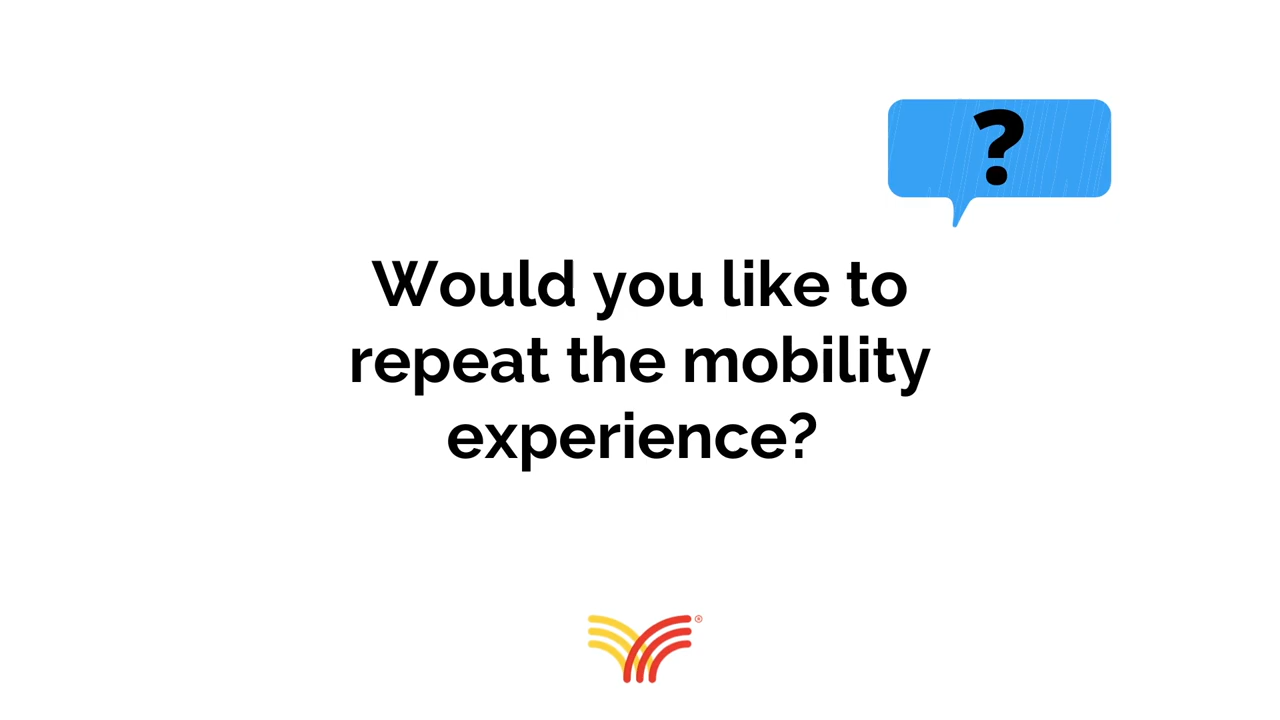 ?
Would you like to
repeat the mobility
experience?
®